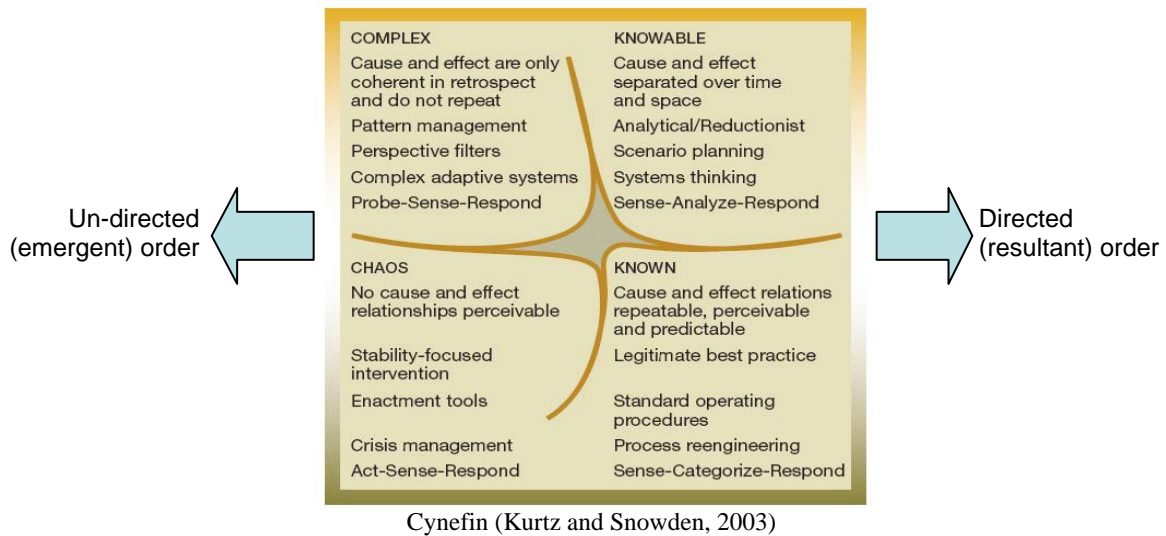 COMPLEX
Cause and effect are only
coherent in retrospect
and do not repeat
Pattern management
Perspective filters
Complex adaptive systems
Probe-Sense-Respond
KNOWABLE
Cause and effect
separated over time
and space
Analytical/Reductionist
Scenario planning
Systems thinking
Sense-Analyze-Respond
Un-directed
(emergent) order
Directed
(resultant) order
CHAOS
No cause and effect
relationships perceivable
Stability-focused
intervention
Enactment tools
Crisis management
Act-Sense-Respond
KNOWN
Cause and effect relations
repeatable, perceivable
and predictable
Legitimate best practice
Standard operating
procedures
Process reengineering
Sense-Categorize-Respond
Cynefin (Kurtz and Snowden, 2003)